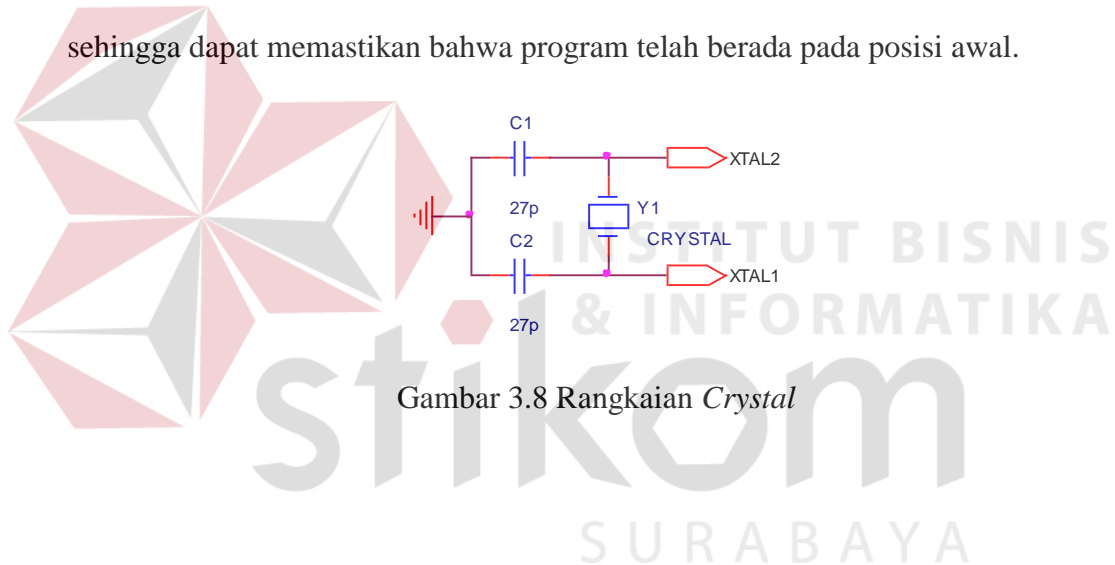 sehingga dapat memastikan bahwa program telah berada pada posisi awal.
C1
XTAL2
27p
Y1
C2
CRYSTAL
XTAL1
27p
Gambar 3.8 Rangkaian Crystal
INSTITUT BISNIS
& INFORMATIKA
stikom
SURABAYA